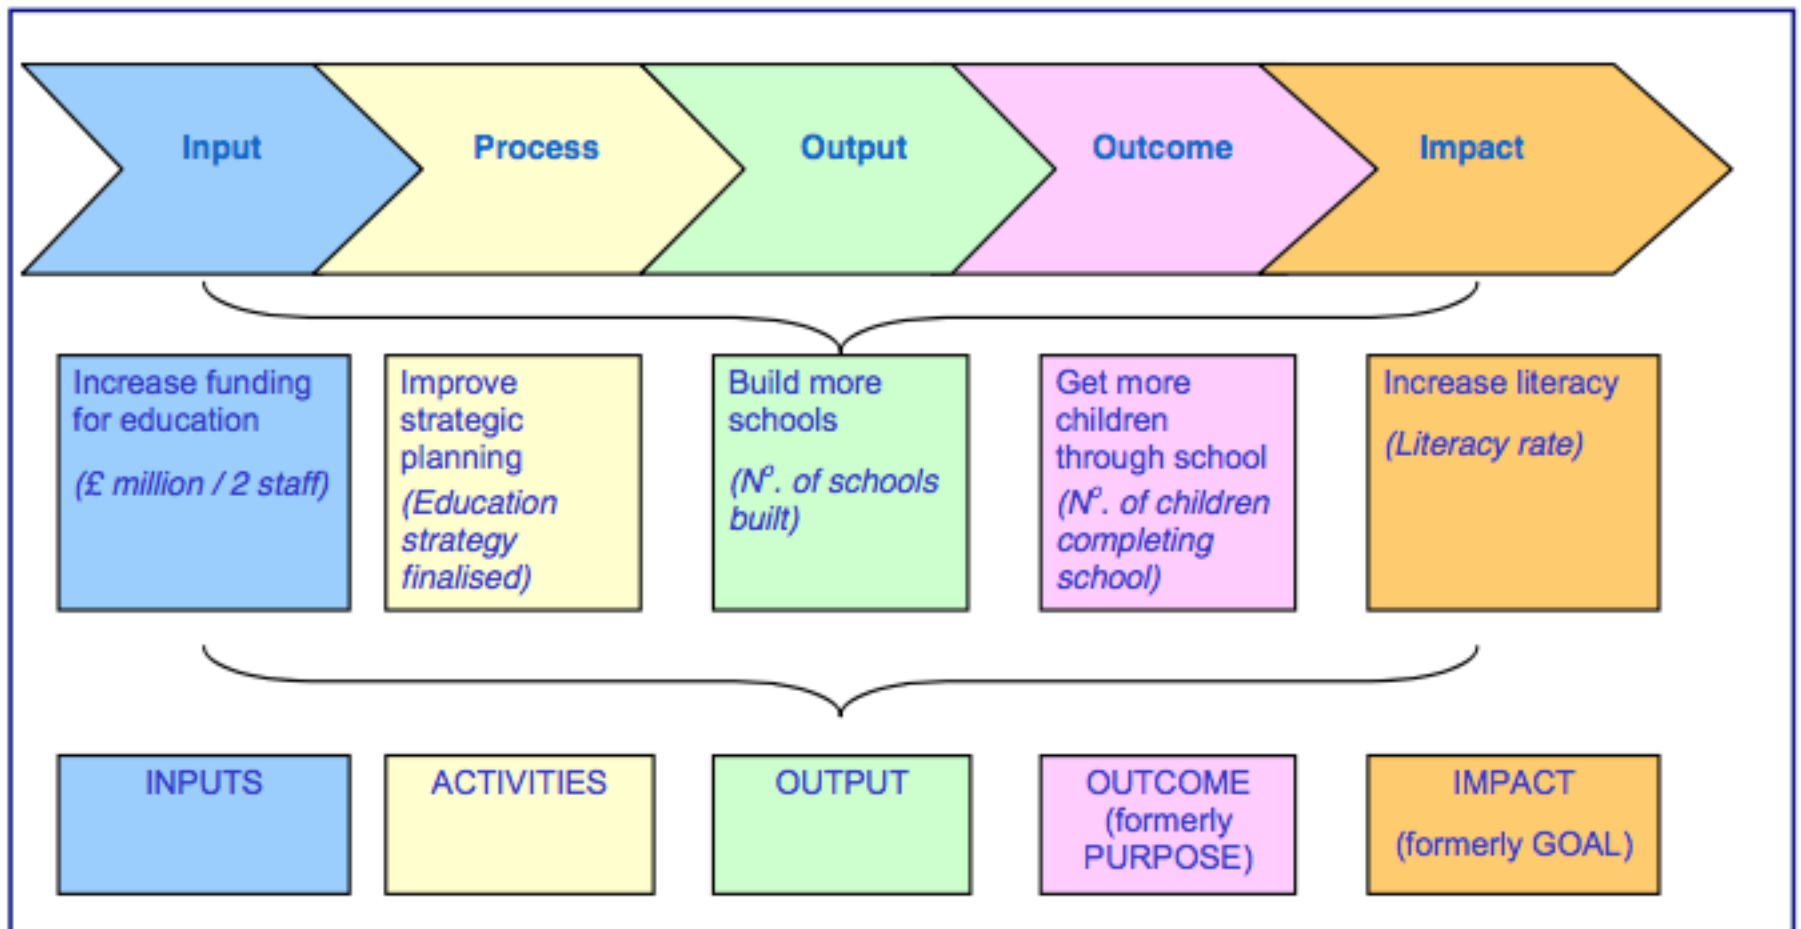 Input
Process
Output
Outcome
Impact
Increase funding
for education
(£ million / 2 staff)
Improve
strategic
planning
(Education
strategy
finalised)
Build more
schools
(Nº. of schools
built)
Get more
children
through school
(Nº. of children
completing
school)
Increase literacy
(Literacy rate)
INPUTS
ACTIVITIES
OUTPUT
OUTCOME
(formerly
PURPOSE)
IMPACT
(formerly GOAL)